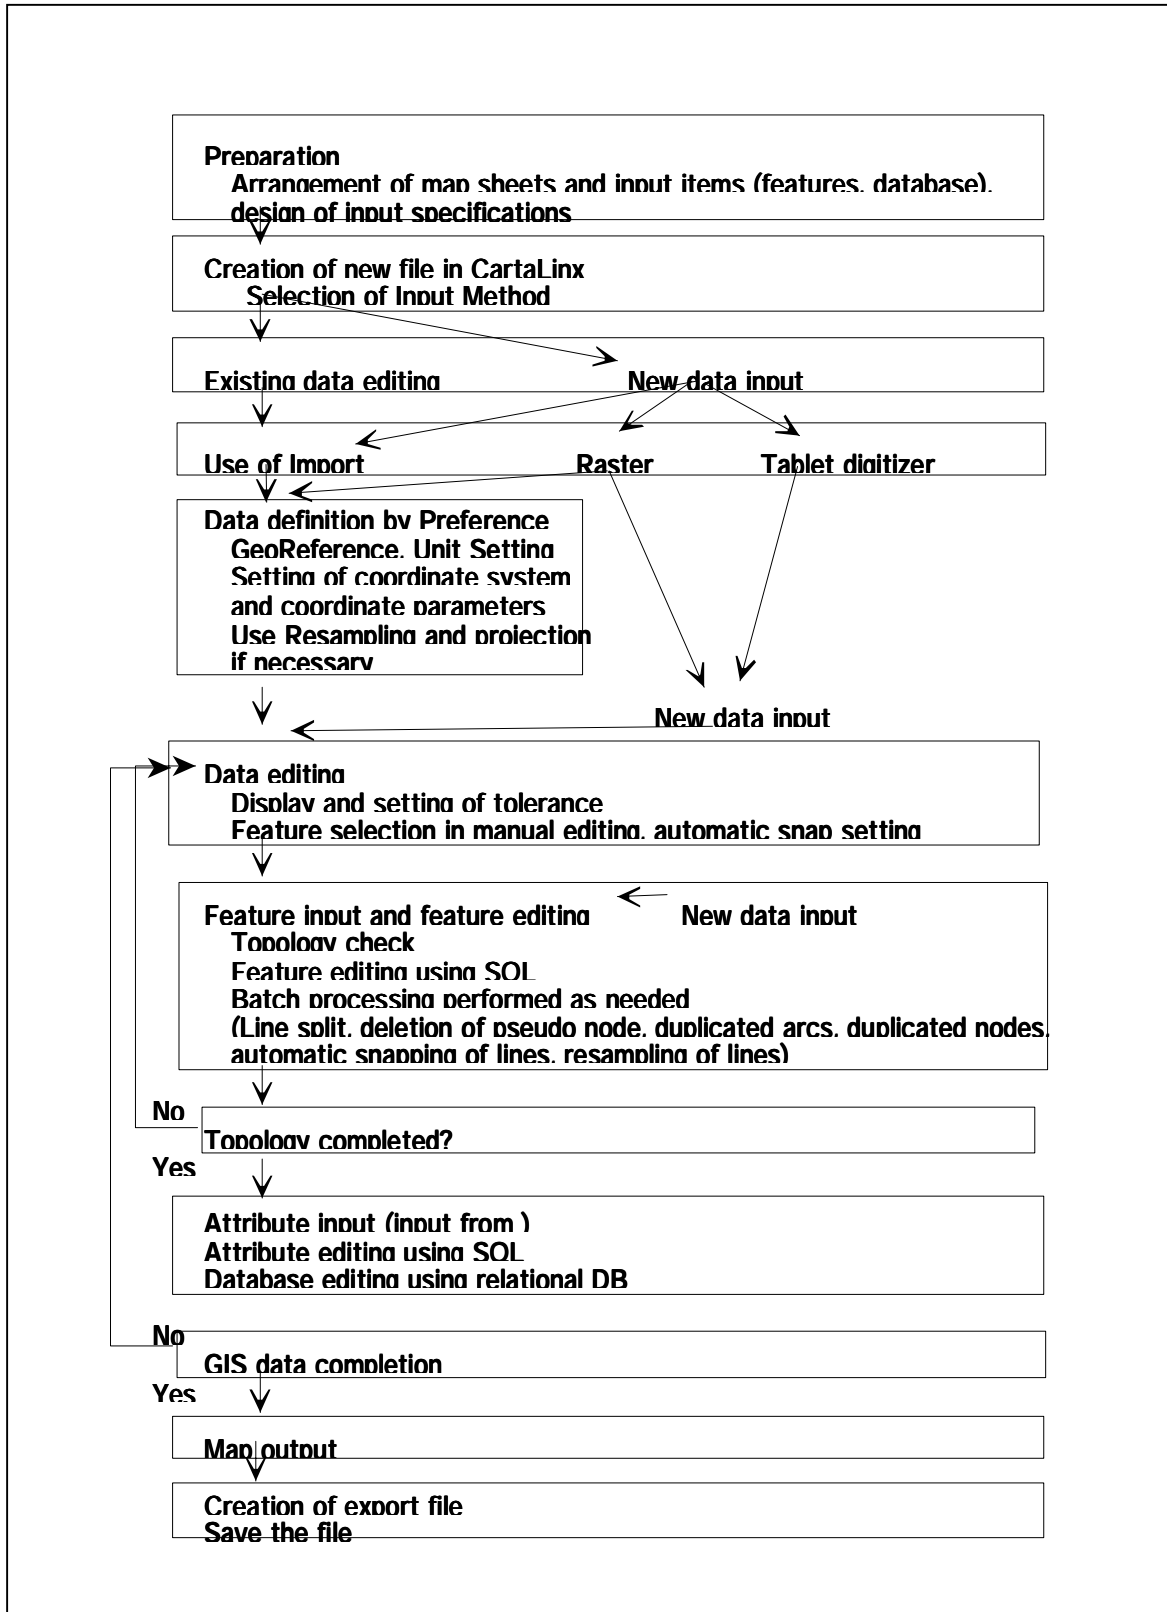 Preparation
Arrangement of map sheets and input items (features, database),
design of input specifications
Creation of new file in CartaLinx
Selection of Input Method
Existing data editing New data input
Use of Import Raster Tablet digitizer
Data definition by Preference
GeoReference, Unit Setting
Setting of coordinate system
and coordinate parameters
Use Resampling and projection
if necessary
New data input
Data editing
Display and setting of tolerance
Feature selection in manual editing, automatic snap setting
Feature input and feature editing New data input
Topology check
Feature editing using SQL
Batch processing performed as needed
(Line split, deletion of pseudo node, duplicated arcs, duplicated nodes,
automatic snapping of lines, resampling of lines)
No
Topology completed?
Yes
Attribute input (input from )
Attribute editing using SQL
Database editing using relational DB
No
GIS data completion
Yes
Map output
Creation of export file
Save the file